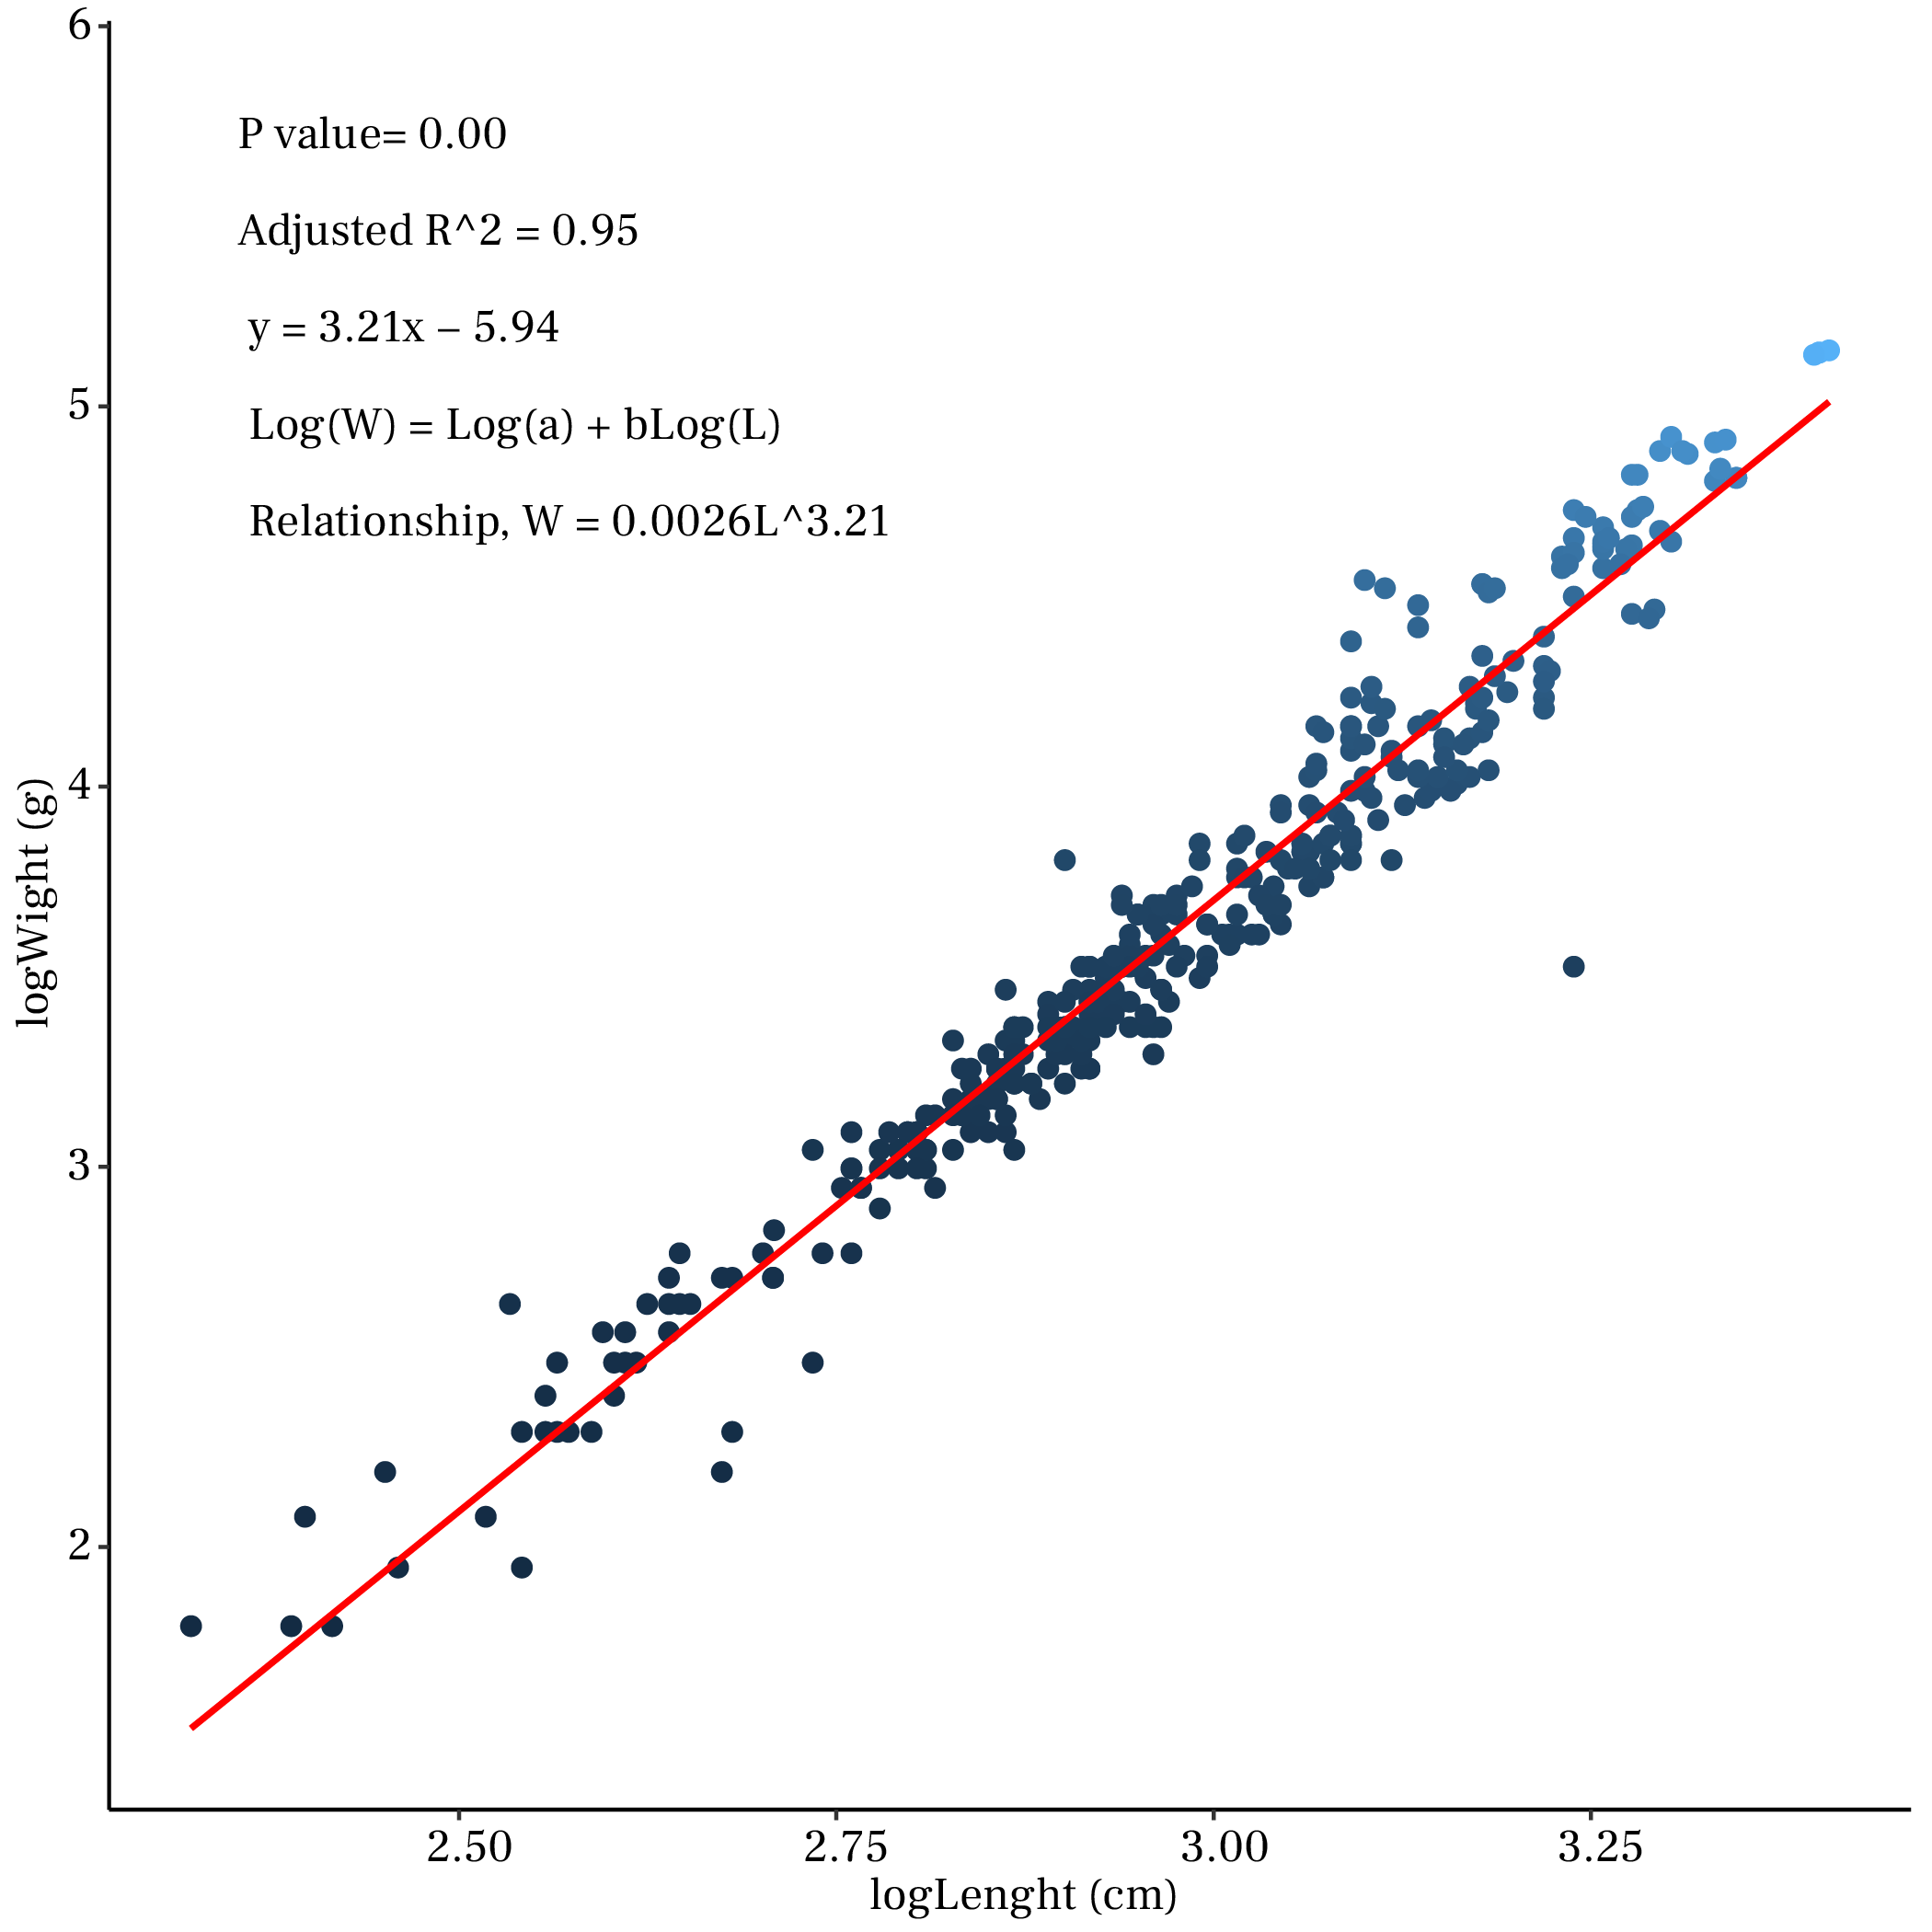 6
P value= 0.00
Adjusted R^2 = 0.95
y = 3.21x – 5.94
5
Log(W) = Log(a) + bLog(L)
Relationship, W = 0.0026L^3.21
4
logWight (g)
3
2
2.50 2.75 3.00 3.25
logLenght (cm)